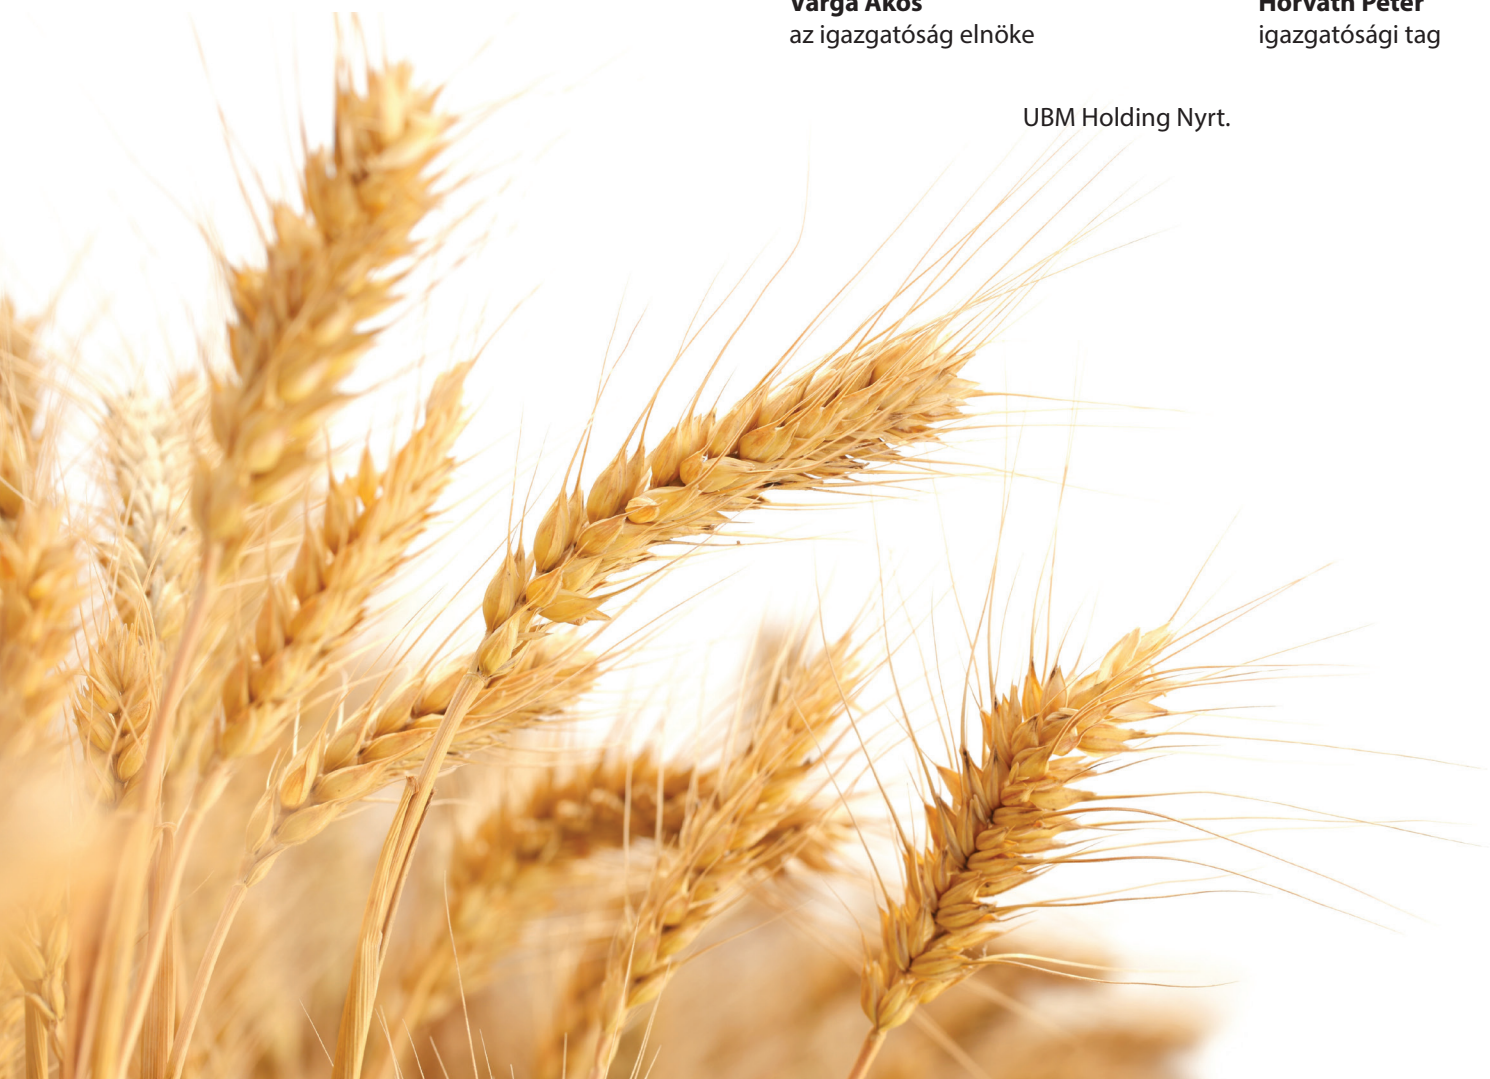 Varga Ákos
Horváth Péter
az igazgatóság elnöke
igazgatósági tag
UBM Holding Nyrt.